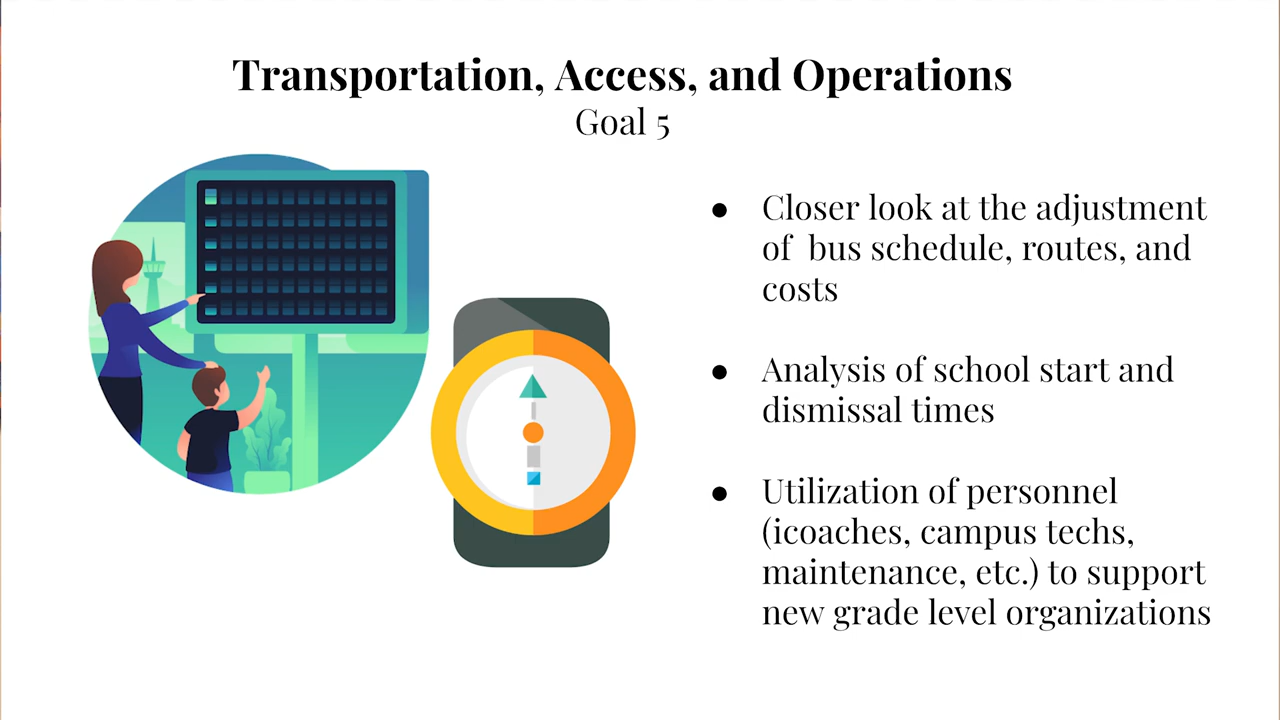 Transportation, Access, and Operations
Goal 5
● Closer look at the adjustment
of  bus schedule, routes, and
costs
● Analysis of school start and
dismissal times
● Utilization of personnel
(icoaches, campus techs,
maintenance, etc.) to support
new grade level organizations